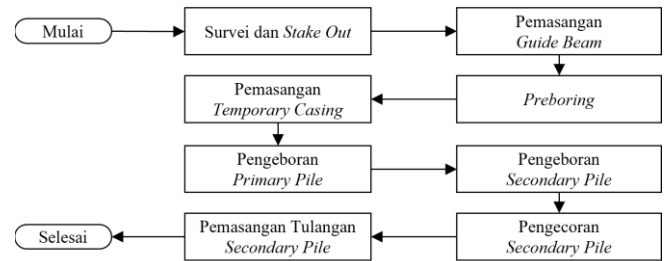 Mulai
Survei dan Stake Out
Pemasangan
Guide Beam
Preboring
Pemasangan
Temporary Casing
Pengeboran
Primary Pile
Pengeboran
Secondary Pile
Pengecoran
Secondary Pile
Pemasangan Tulangan
Secondary Pile
Selesai